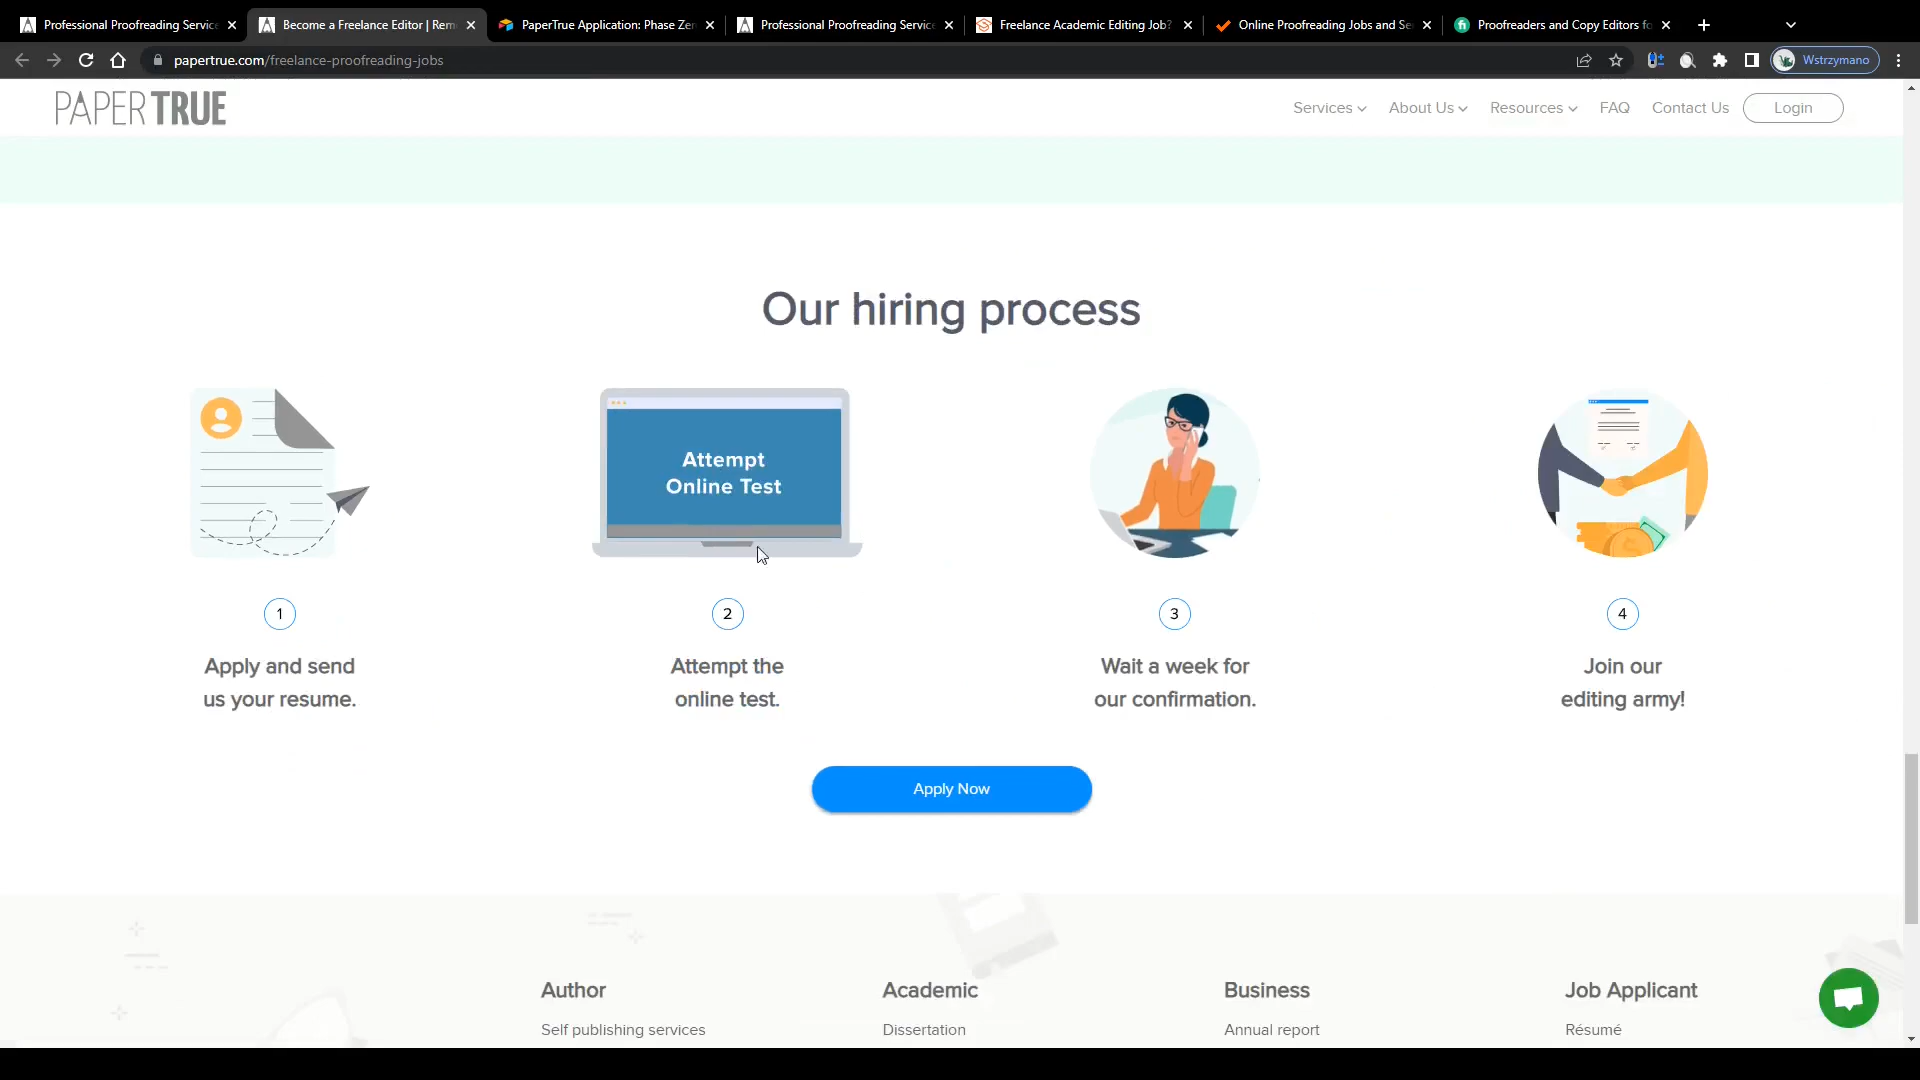 Professional Proofreading Service
Become a Freelance Editor | Rem
PaperTrue Application: Phase Zer
Professional Proofreading Service
Freelance Academic Editing Job?
Online Proofreading Jobs and Se
Proofreaders and Copy Editors fo
papertrue.com/freelance-proofreading-jobs
Wstrzymano
PAPERTRUE
Services
About Us
Resources
FAQ
Contact Us
Login
Our hiring process
Attempt
Online Test
1
2
3
4
Apply and send
us your resume.
Attempt the
online test.
Wait a week for
our confirmation.
Join our
editing army!
Apply Now
Author
Academic
Business
Job Applicant
Self publishing services
Dissertation
Annual report
Résumé